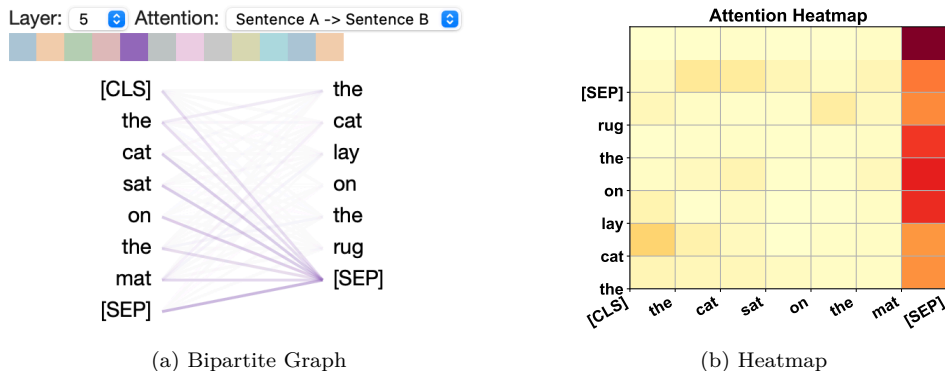 Layer: 5 Attention: Sentence A -> Sentence B
[CLS] the
the cat
cat lay
sat on
on the
the rug
mat [SEP]
[SEP]
(a) Bipartite Graph
Attention Heatmap
[SEP]
rug
the
on
lay
cat
the
[CLS] the cat sat on the mat [SEP]
(b) Heatmap